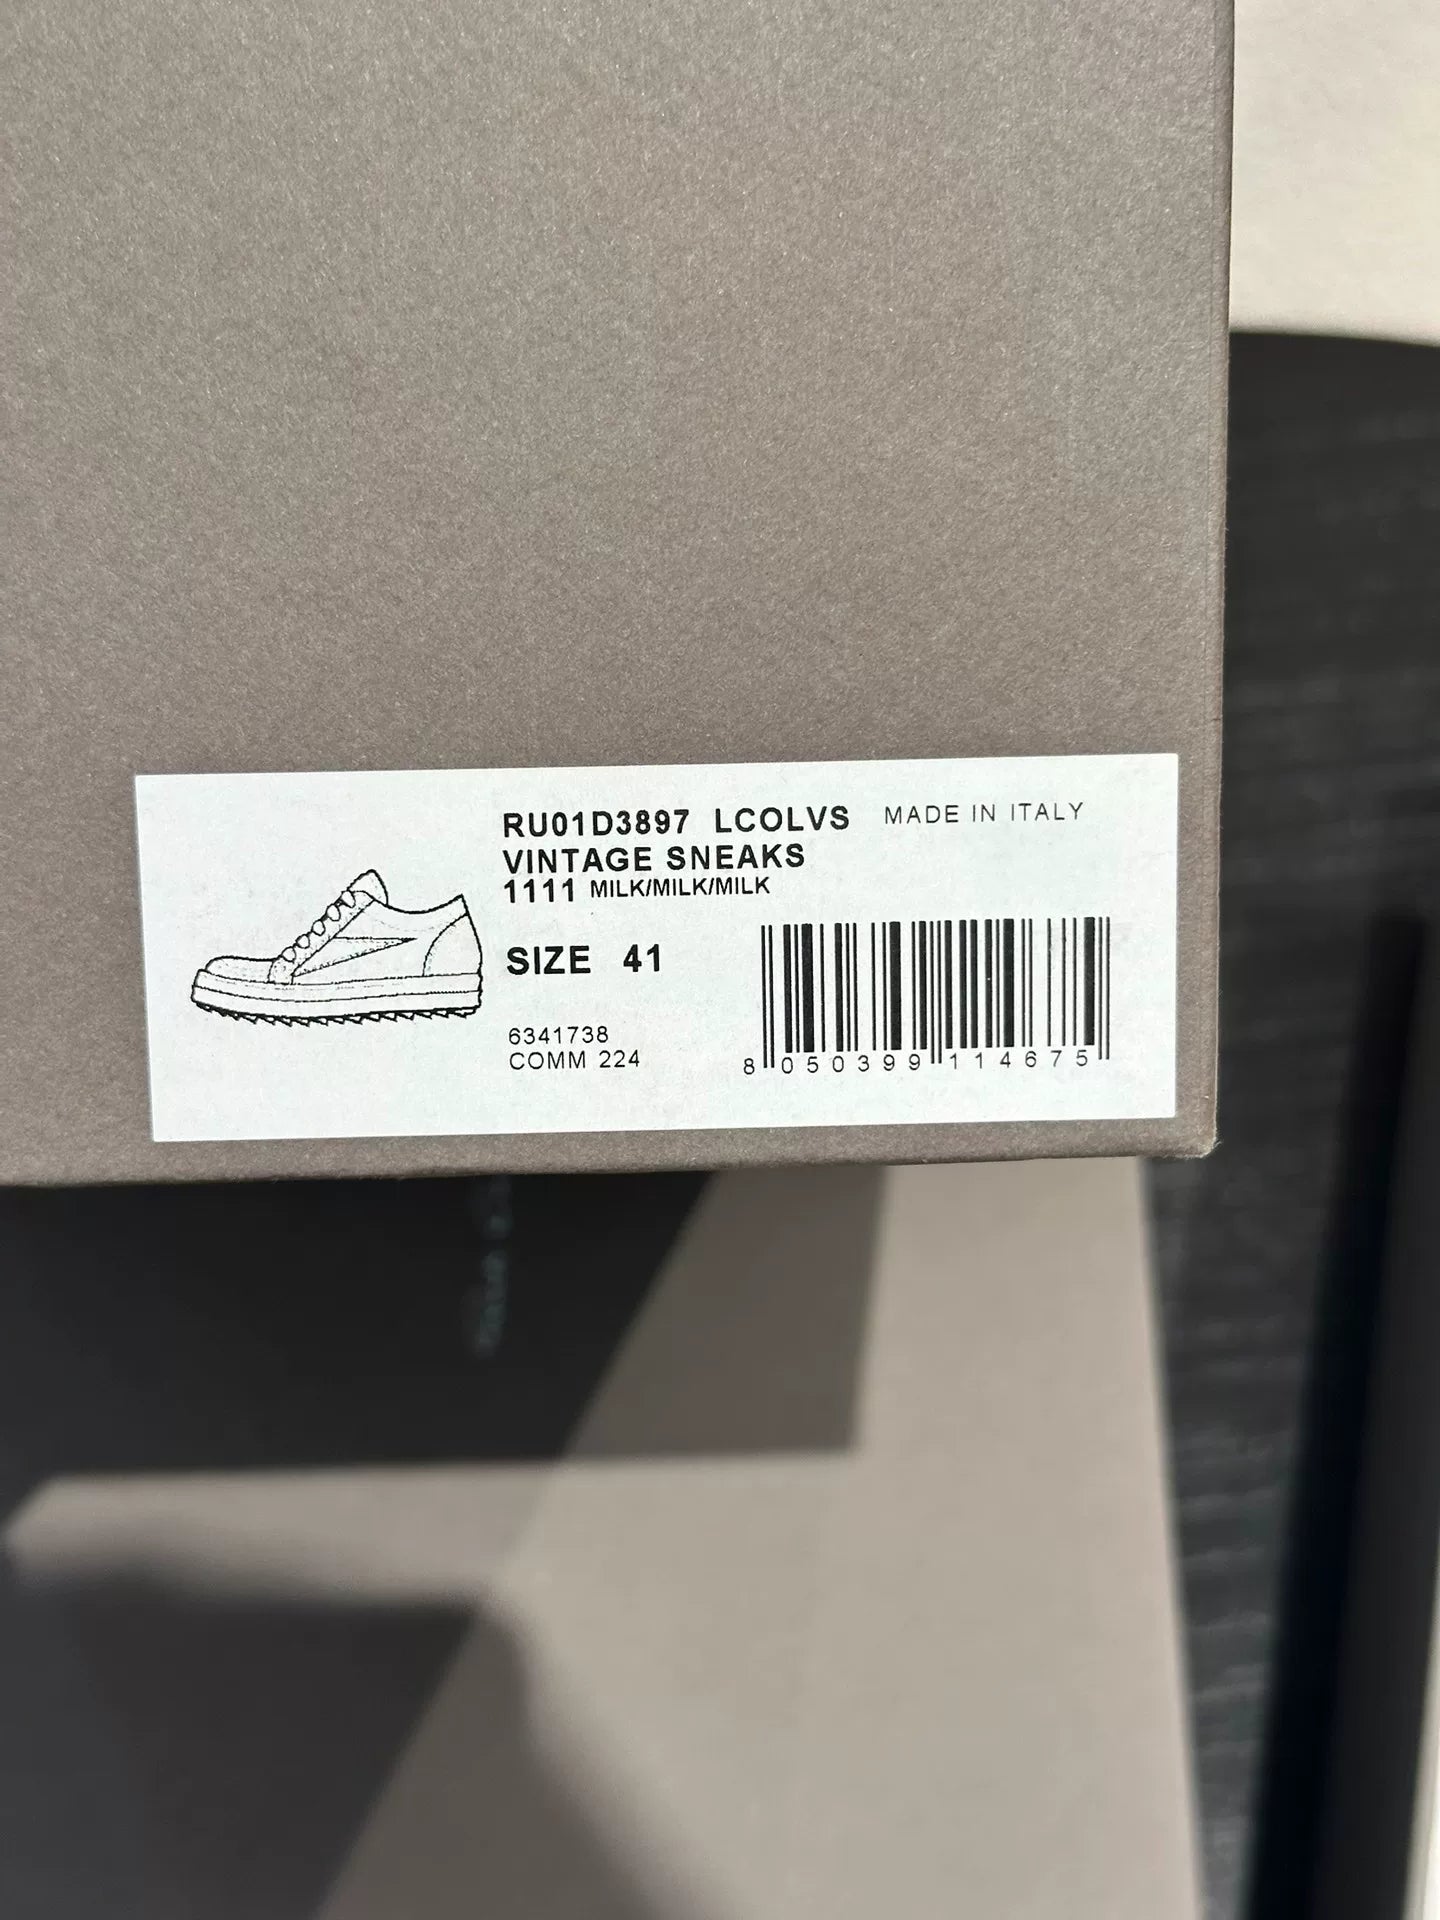 RU01D3897 LCOLVS MADE IN ITALY
VINTAGE SNEAKS
1111 MILK/MILK/MILK
SIZE 41
6341738
COMM 224
8 050399 114675